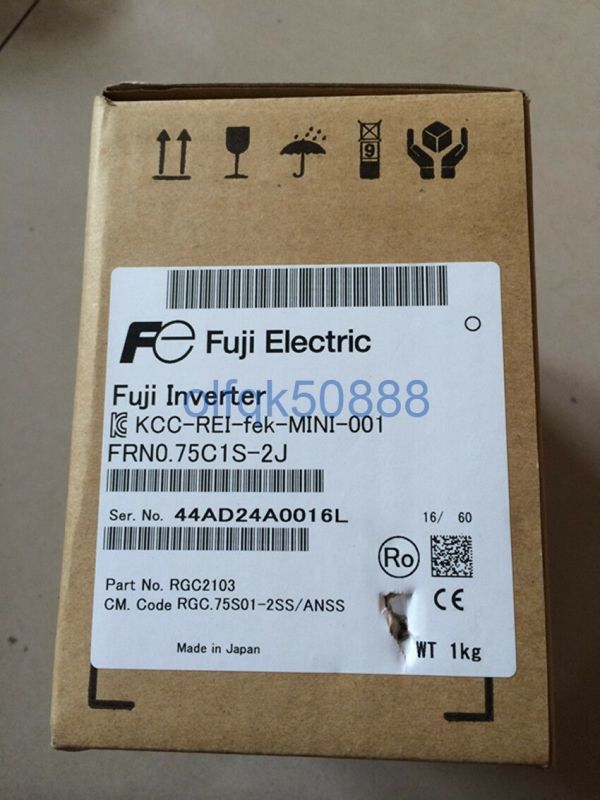 9
Fe Fuji Electric
Fuji Inverter
olfqk50888
KCC-REI-fek-MINI-001
FRN0.75C1S-2J
Ser. No. 44AD24A0016L 16/ 60
Ro
Part No. RGC2103
CM. Code RGC.75S01-2SS/ANSS
CE
Made in Japan WT 1kg